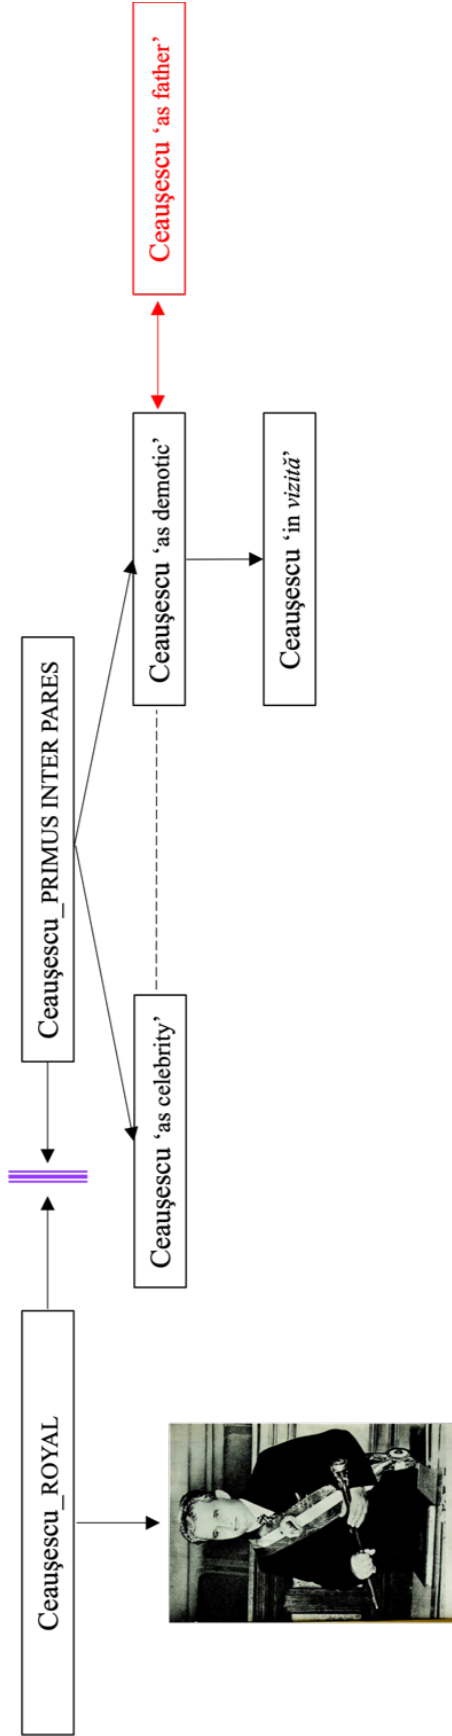 Ceauşescu_ROYAL
Ceauşescu_PRIMUS INTER PARES
Ceauşescu ‘as celebrity’
Ceauşescu ‘as demotic’
Ceauşescu ‘as father’
Ceauşescu ‘in vizită’